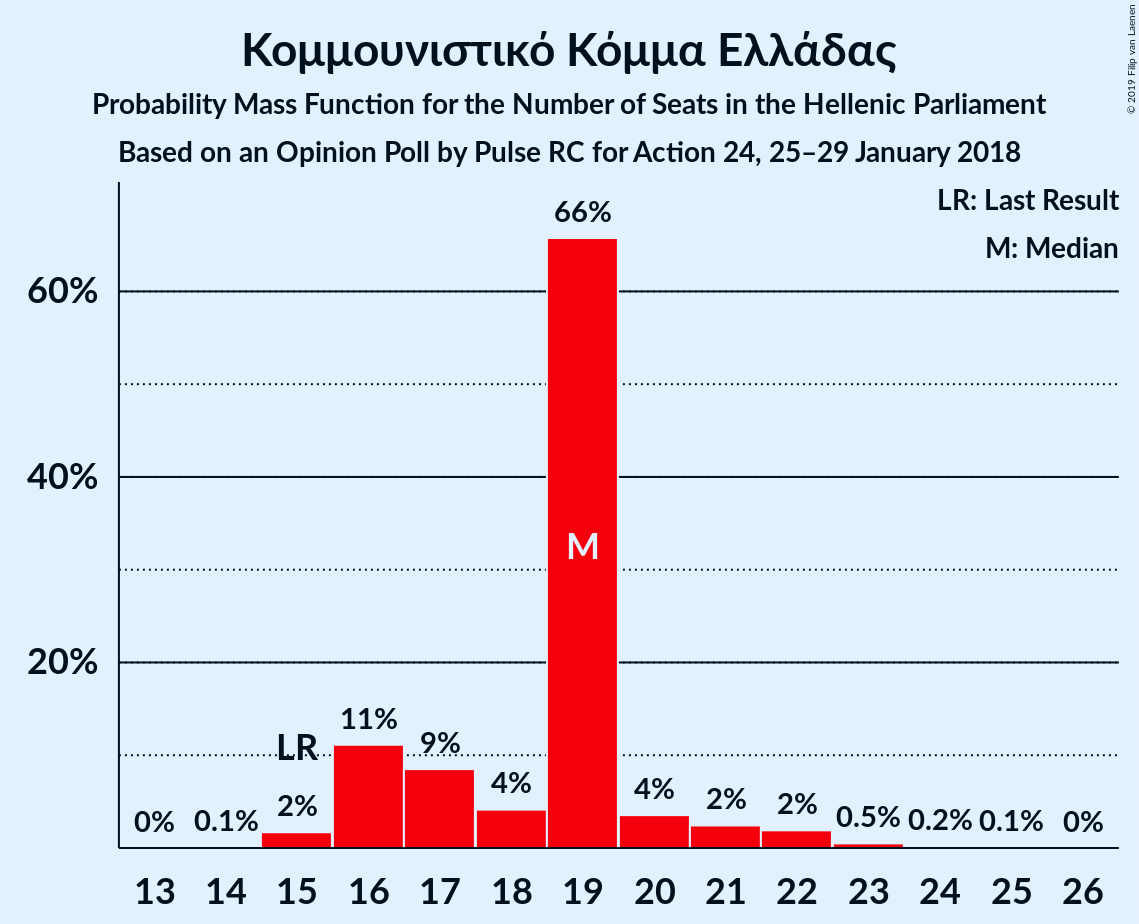 Κομμουνιστικό Κόμμα Ελλάδας
Probability Mass Function for the Number of Seats in the Hellenic Parliament
Based on an Opinion Poll by Pulse RC for Action 24, 25–29 January 2018
© 2019 Filip van Laenen
LR: Last Result
M: Median
60%
40%
20%
0%
0.1%
2%
LR
11%
9%
4%
66%
M
4%
2%
2%
0.5%
0.2%
0.1%
0%
13 14 15 16 17 18 19 20 21 22 23 24 25 26